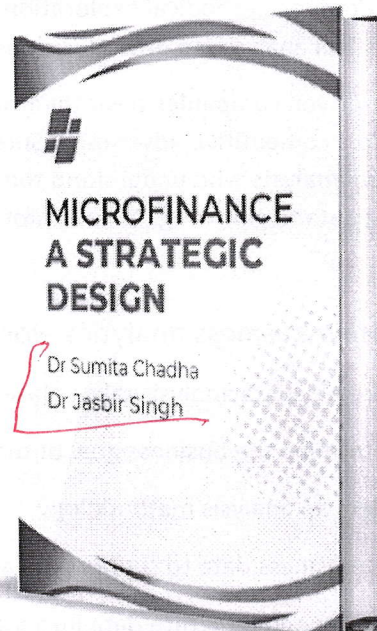 MICROFINANCE
A STRATEGIC
DESIGN
Dr Sumita Chadha
Dr Jasbir Singh